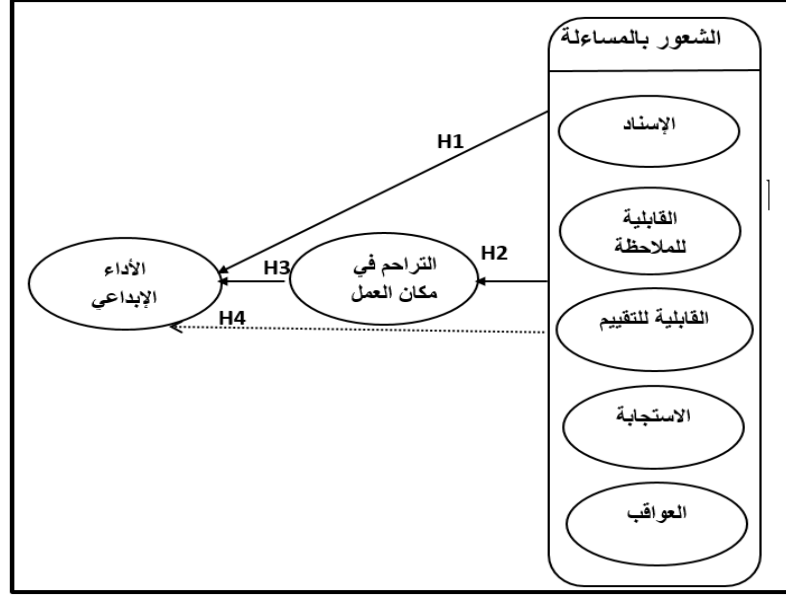 الشعور بالمساءلة
الإسناد
القابلية
للملاحظة
القابلية للتقييم
الاستجابة
العواقب
H1
H2
التراحم في
مكان العمل
H3
H4
الأداء
الإبداعي